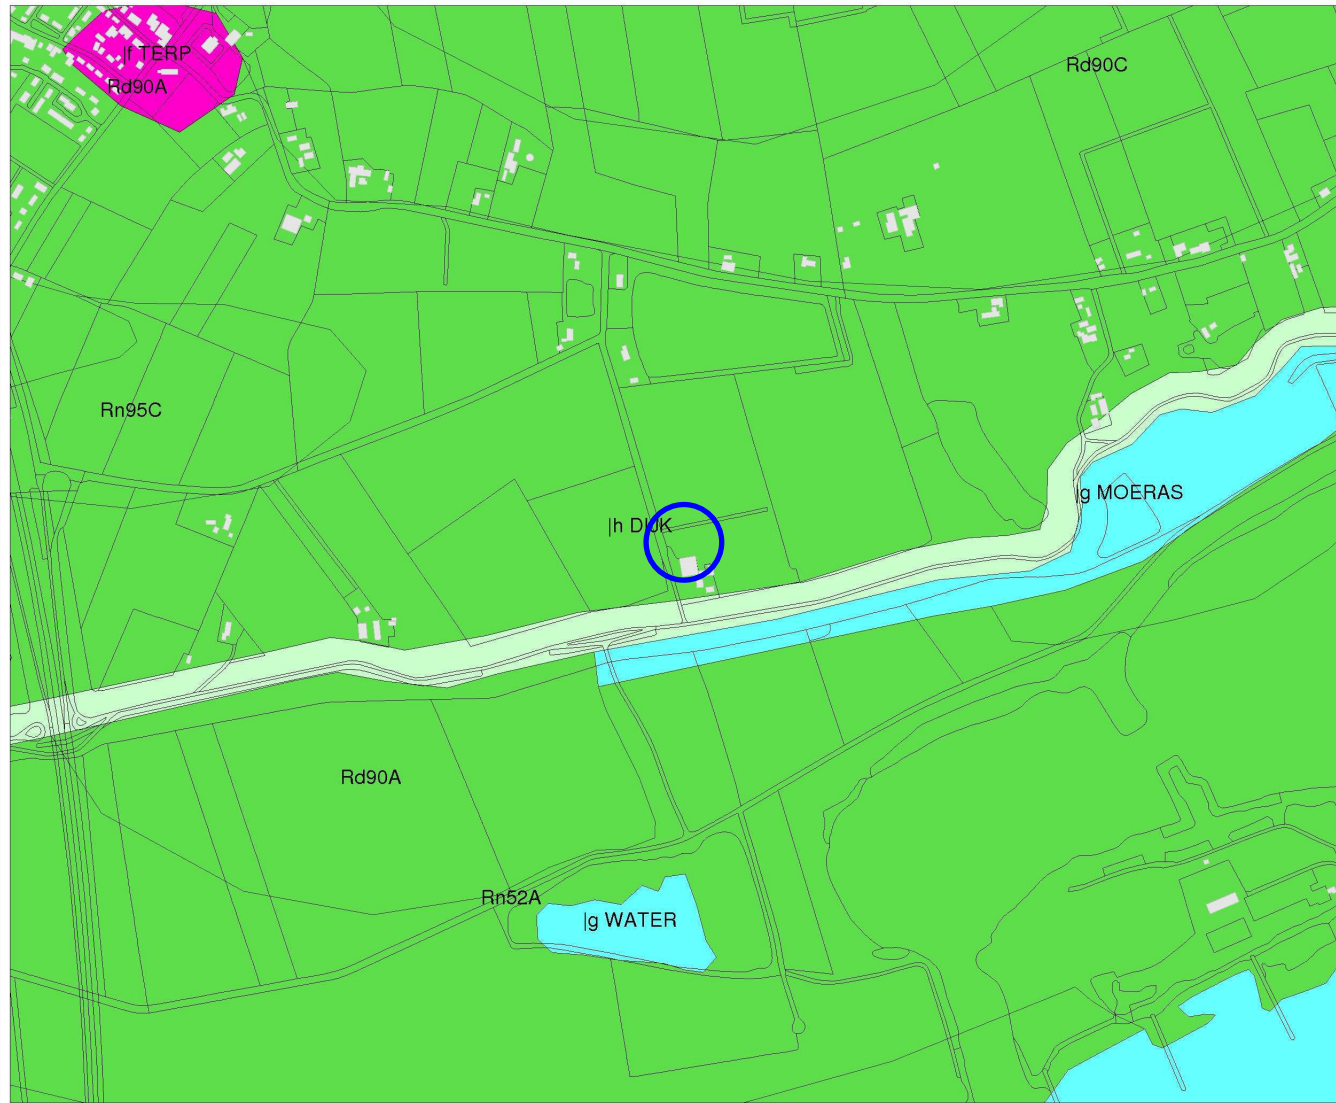 |f TERP
Rd90A
Rd90C
Rn95C
|g MOERAS
|h DIJK
Rd90A
Rn52A
|g WATER